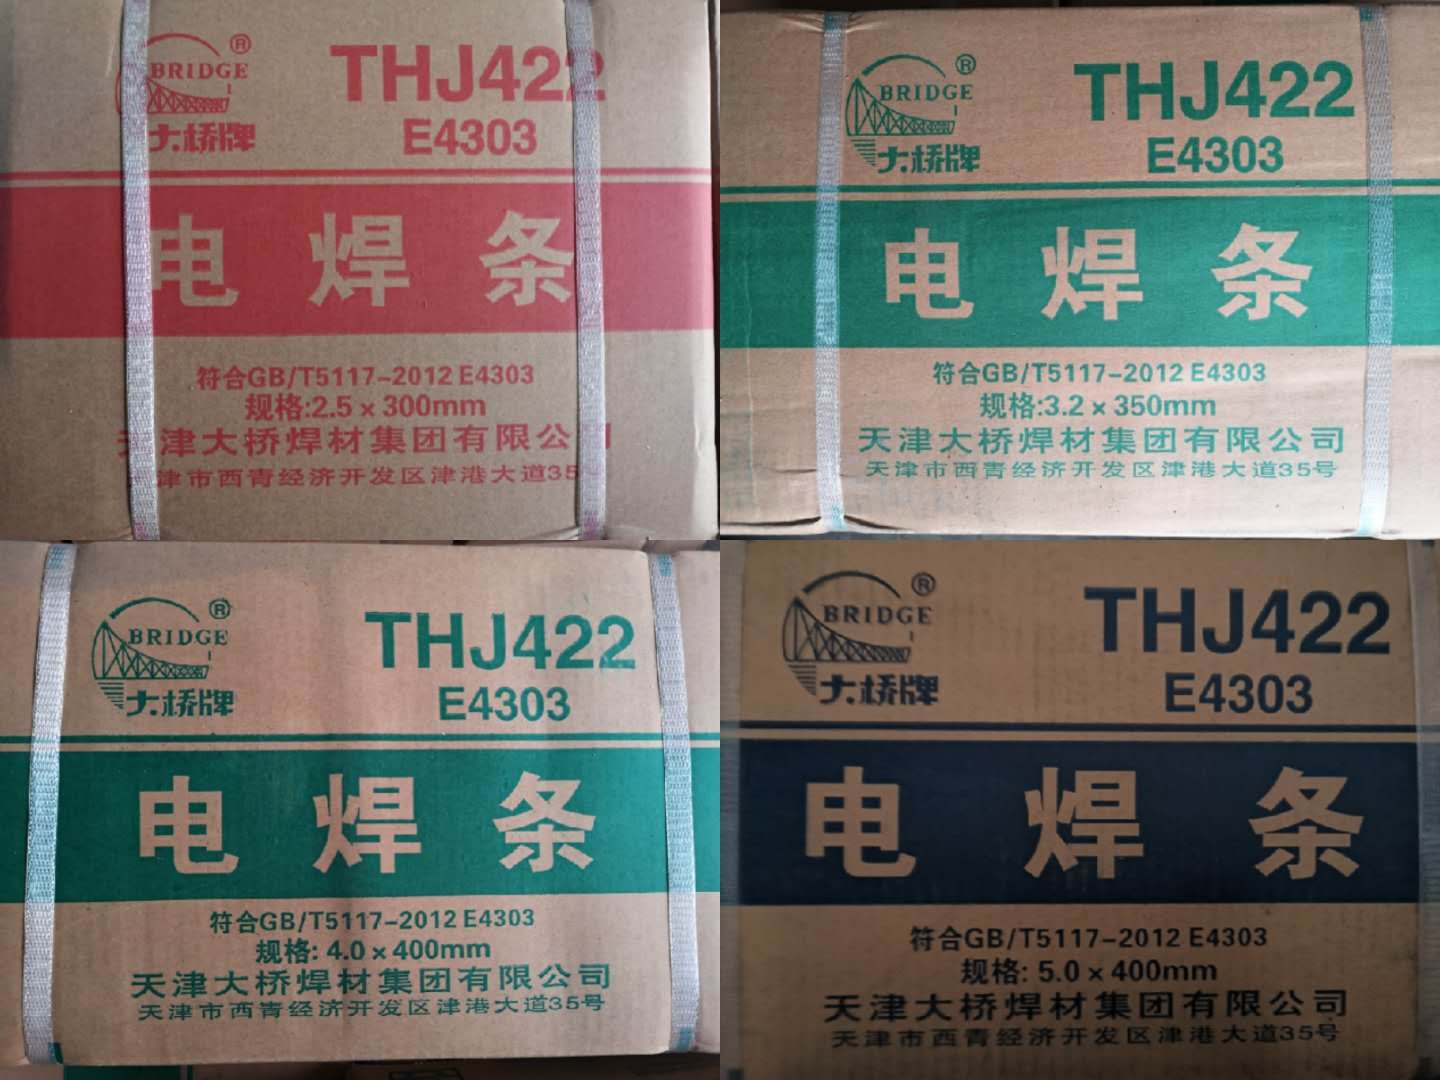 BRIDGE ®
大桥牌
THJ422
E4303
电焊条
符合GB/T5117-2012 E4303
规格:2.5×300mm
天津大桥焊材集团有限公司
津市西青经济开发区津港大道35
BRIDGE ®
大桥牌
THJ422
E4303
电焊条
符合GB/T5117-2012 E4303
规格:3.2×350mm
天津大桥焊材集团有限公司
天津市西青经济开发区津港大道35号
BRIDGE ®
大桥牌
THJ422
E4303
电焊条
符合GB/T5117-2012 E4303
规格: 4.0×400mm
天津大桥焊材集团有限公司
天津市西青经济开发区津港大道35号
BRIDGE ®
大桥牌
THJ422
E4303
电焊条
符合GB/T5117-2012 E4303
规格: 5.0×400mm
天津大桥焊材集团有限公司
天津市西青经济开发区津港大道35号